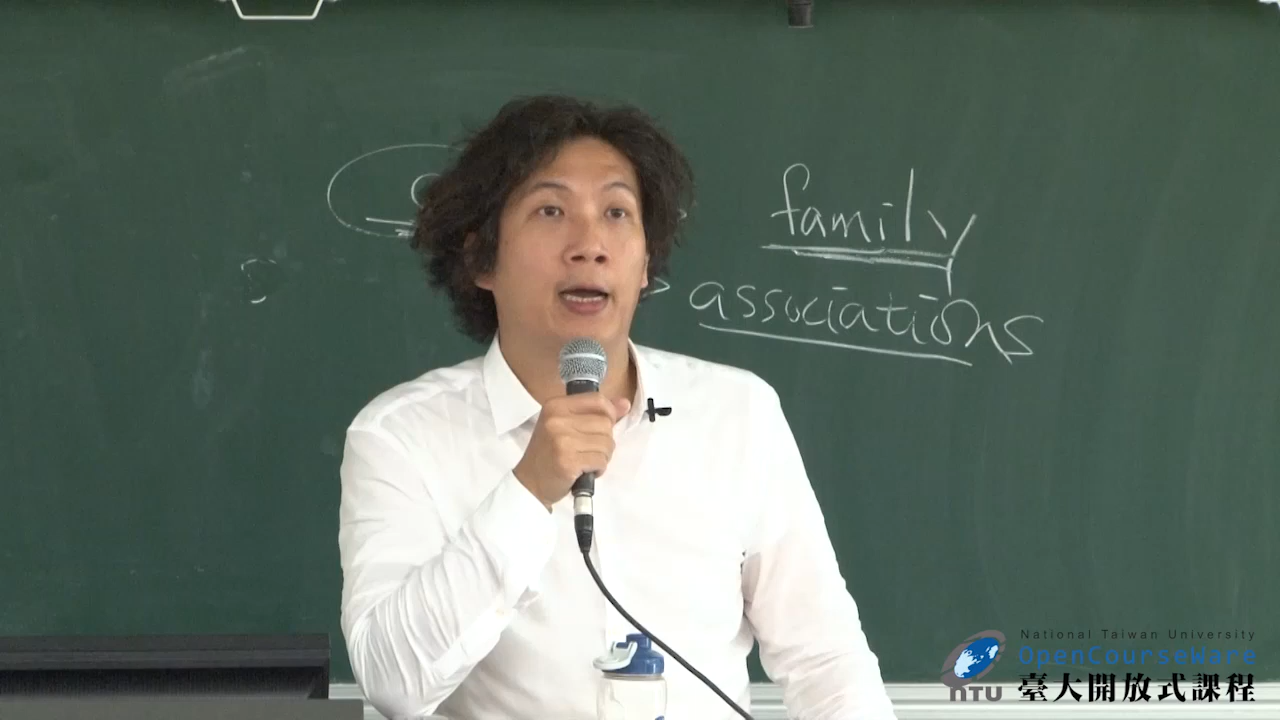 family
associations
National Taiwan University
OpenCourseWare
NTU
臺大開放式課程